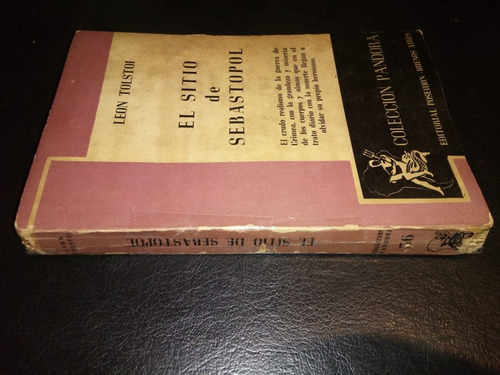 LEON TOLSTOI
EL SITIO
de
SEBASTOPOL
El crudo realismo de la guerra de
Crimea, con la grandeza y miseria
de los cuerpos y almas que en el
trato diario con la muerte llegan a
olvidar su propio heroísmo.
COLECCION PANDORA
EDITORIAL POSEIDON BUENOS AIRES
EL SITIO DE SEBASTOPOL
36